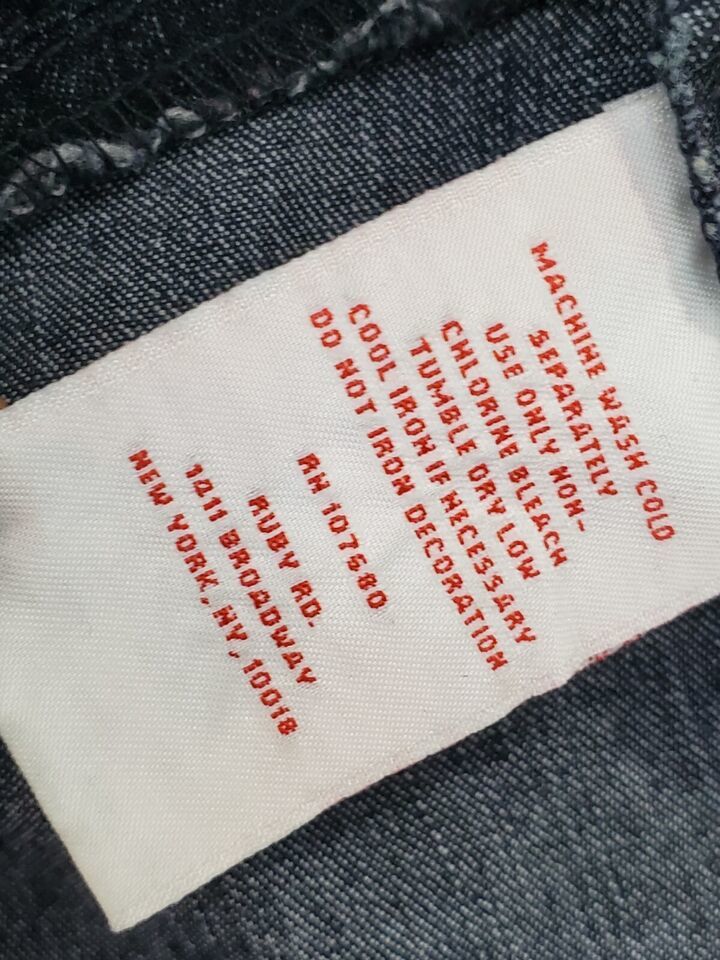 MACHINE WASH COLD
SEPARATELY
USE ONLY NON-
CHLORINE BLEACH
TUMBLE DRY LOW
COOL IRON IF NECESSARY
DO NOT IRON DECORATION
RN 107680
RUBY RD.
1411 BROADWAY
NEW YORK, NY, 10018